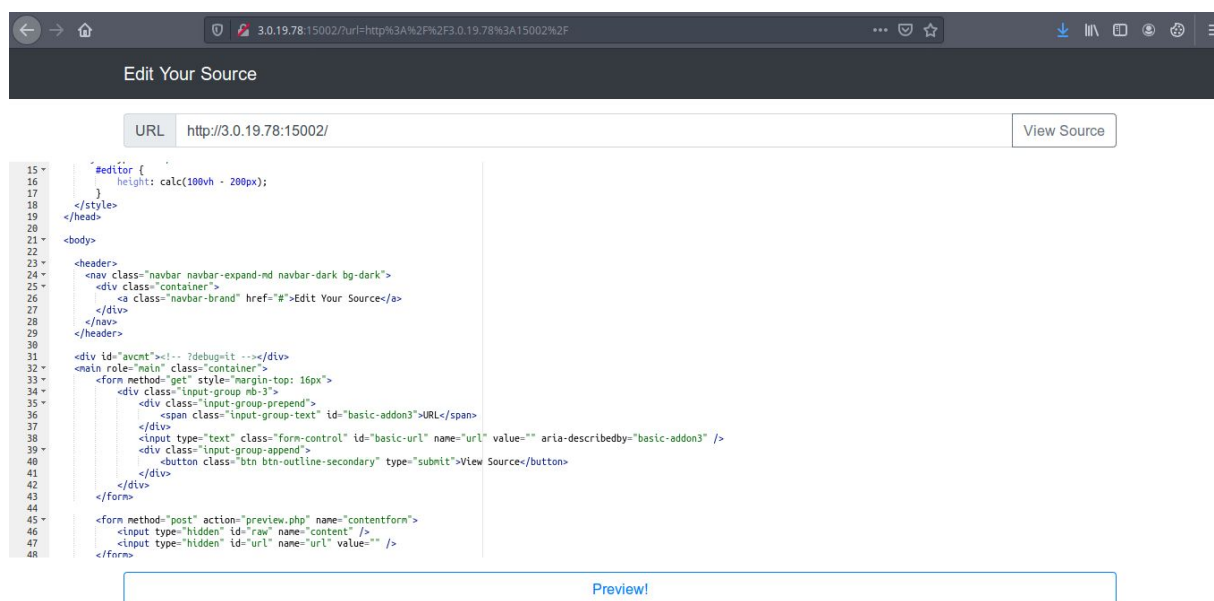 3.0.19.78:15002/?url=http%3A%2F%2F3.0.19.78%3A15002%2F
Edit Your Source
URL http://3.0.19.78:15002/ View Source
15 #editor {
16 height: calc(100vh - 200px);
17 }
18 </style>
19 </head>
20
21 <body>
22
23 <header>
24 <nav class="navbar navbar-expand-md navbar-dark bg-dark">
25 <div class="container">
26 <a class="navbar-brand" href="#">Edit Your Source</a>
27 </div>
28 </nav>
29 </header>
30
31 <div id="avcmt"><!-- ?debug=it --></div>
32 <main role="main" class="container">
33 <form method="get" style="margin-top: 16px">
34 <div class="input-group mb-3">
35 <div class="input-group-prepend">
36 <span class="input-group-text" id="basic-addon3">URL</span>
37 </div>
38 <input type="text" class="form-control" id="basic-url" name="url" value="" aria-describedby="basic-addon3" />
39 <div class="input-group-append">
40 <button class="btn btn-outline-secondary" type="submit">View Source</button>
41 </div>
42 </div>
43 </form>
44
45 <form method="post" action="preview.php" name="contentform">
46 <input type="hidden" id="raw" name="content" />
47 <input type="hidden" id="url" name="url" value="" />
48 </form>
Preview!